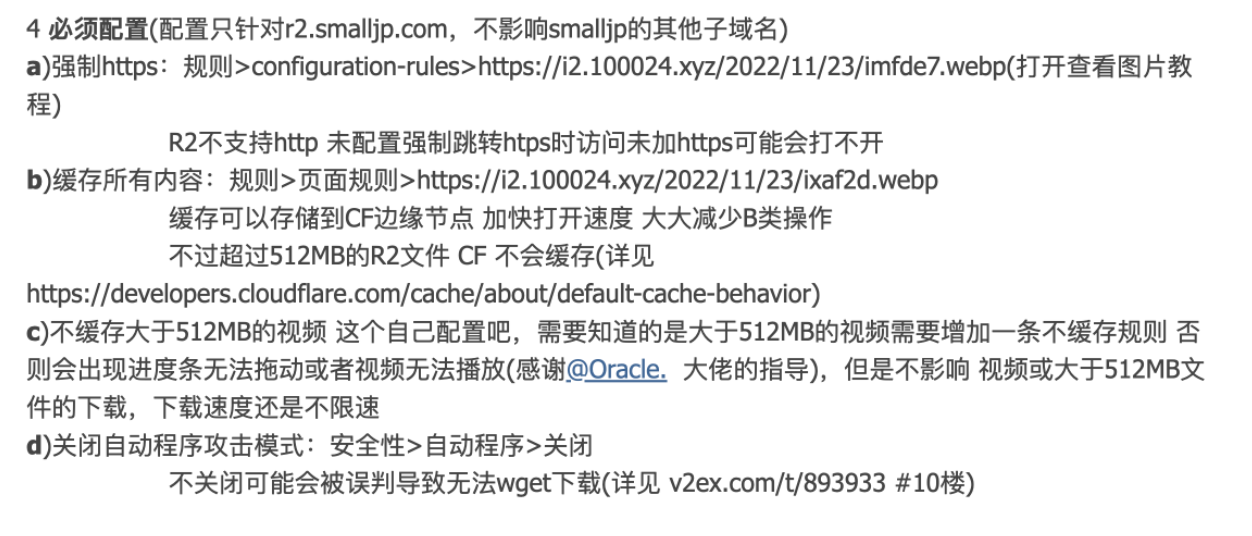 4 必须配置(配置只针对r2.smalljp.com，不影响smalljp的其他子域名)
a)强制https：规则>configuration-rules>https://i2.100024.xyz/2022/11/23/imfde7.webp(打开查看图片教
程)
R2不支持http 未配置强制跳转htps时访问未加https可能会打不开
b)缓存所有内容：规则>页面规则>https://i2.100024.xyz/2022/11/23/ixaf2d.webp
缓存可以存储到CF边缘节点 加快打开速度 大大减少B类操作
不过超过512MB的R2文件 CF 不会缓存(详见
https://developers.cloudflare.com/cache/about/default-cache-behavior)
c)不缓存大于512MB的视频 这个自己配置吧，需要知道的是大于512MB的视频需要增加一条不缓存规则 否
则会出现进度条无法拖动或者视频无法播放(感谢@Oracle. 大佬的指导)，但是不影响 视频或大于512MB文
件的下载，下载速度还是不限速
d)关闭自动程序攻击模式：安全性>自动程序>关闭
不关闭可能会被误判导致无法wget下载(详见 v2ex.com/t/893933 #10楼)